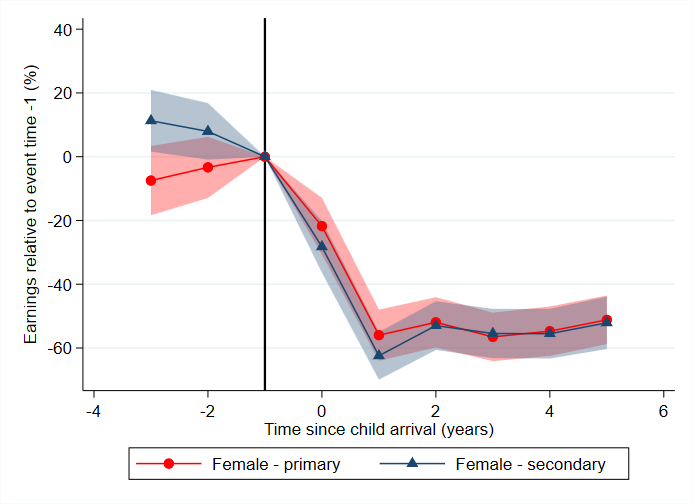 40
20
0
-20
-40
-60
Earnings relative to event time -1 (%)
-4 -2 0 2 4 6
Time since child arrival (years)
Female - primary Female - secondary